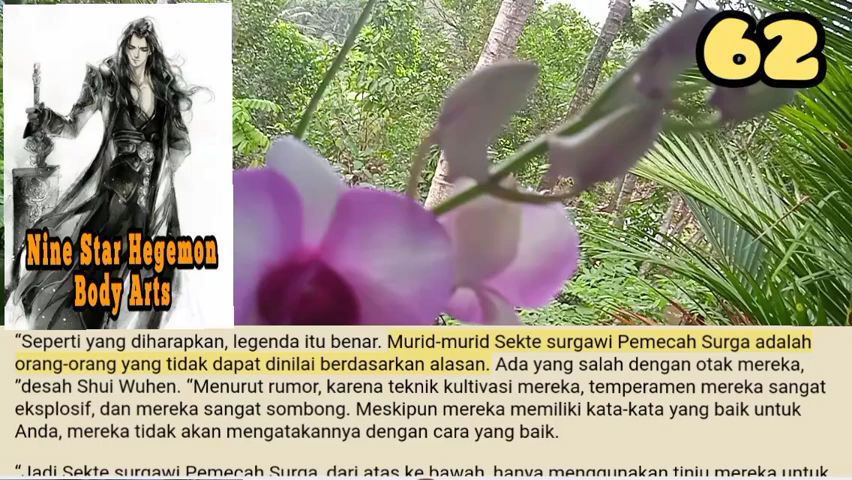 62
Nine Star Hegemon
Body Arts
“Seperti yang diharapkan, legenda itu benar. Murid-murid Sekte surgawi Pemecah Surga adalah
orang-orang yang tidak dapat dinilai berdasarkan alasan. Ada yang salah dengan otak mereka,
”desah Shui Wuhen. “Menurut rumor, karena teknik kultivasi mereka, temperamen mereka sangat
eksplosif, dan mereka sangat sombong. Meskipun mereka memiliki kata-kata yang baik untuk
Anda, mereka tidak akan mengatakannya dengan cara yang baik.
“Jadi Sekte surgawi Pemecah Surga, dari atas ke bawah, hanya menggunakan tinju mereka untuk